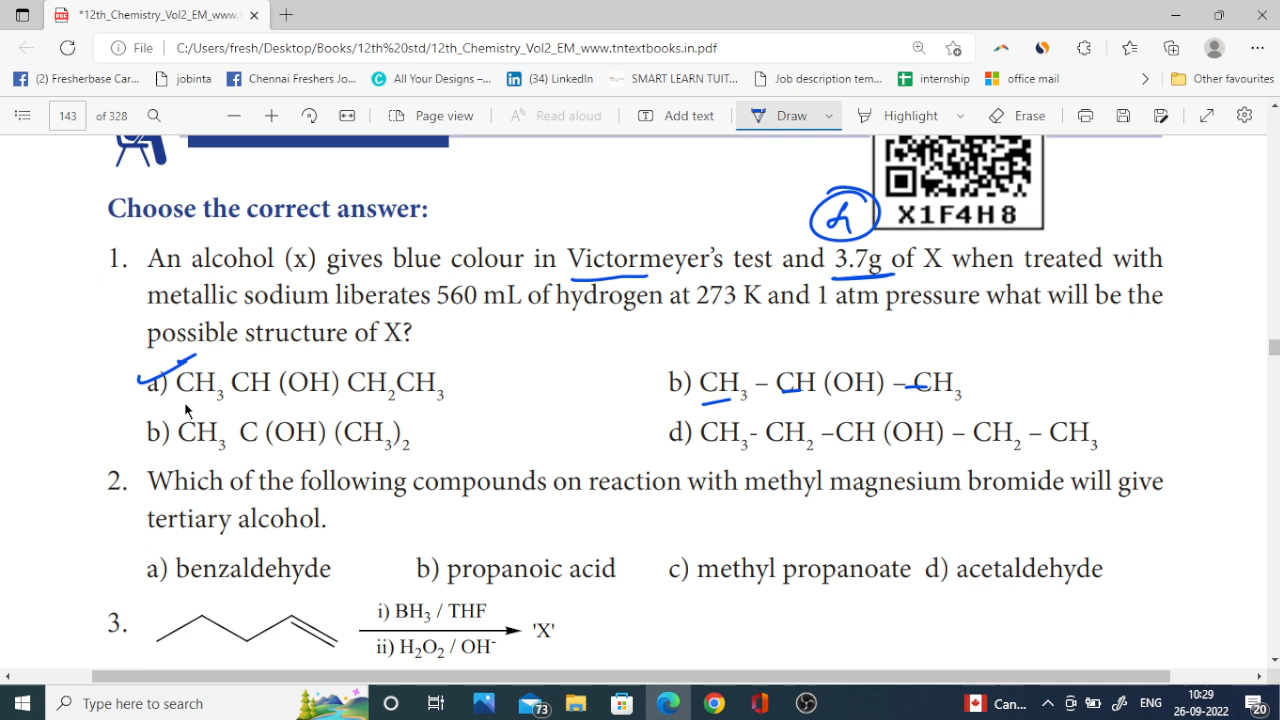 *12th_Chemistry_Vol2_EM_www.
File C:/Users/fresh/Desktop/Books/12th%20std/12th_Chemistry_Vol2_EM_www.tntextbooks.in.pdf
(2) Fresherbase Car... jobinta Chennai Freshers Jo... All Your Designs –... (34) LinkedIn SMART LEARN TUIT... Job description tem... internship office mail Other favourites
143 of 328 Page view Read aloud Add text Draw Highlight Erase
X1F4H8
Choose the correct answer:
1. An alcohol (x) gives blue colour in Victormeyer's test and 3.7g of X when treated with
metallic sodium liberates 560 mL of hydrogen at 273 K and 1 atm pressure what will be the
possible structure of X?
a) CH₃ CH (OH) CH₂CH₃ b) CH₃ – CH (OH) – CH₃
b) CH₃ C (OH) (CH₃)₂ d) CH₃- CH₂ –CH (OH) – CH₂ – CH₃
2. Which of the following compounds on reaction with methyl magnesium bromide will give
tertiary alcohol.
a) benzaldehyde b) propanoic acid c) methyl propanoate d) acetaldehyde
3. i) BH₃ / THF
ii) H₂O₂ / OH⁻ 'X'
Type here to search 73 Can... ENG 10:29
26-09-2022 20